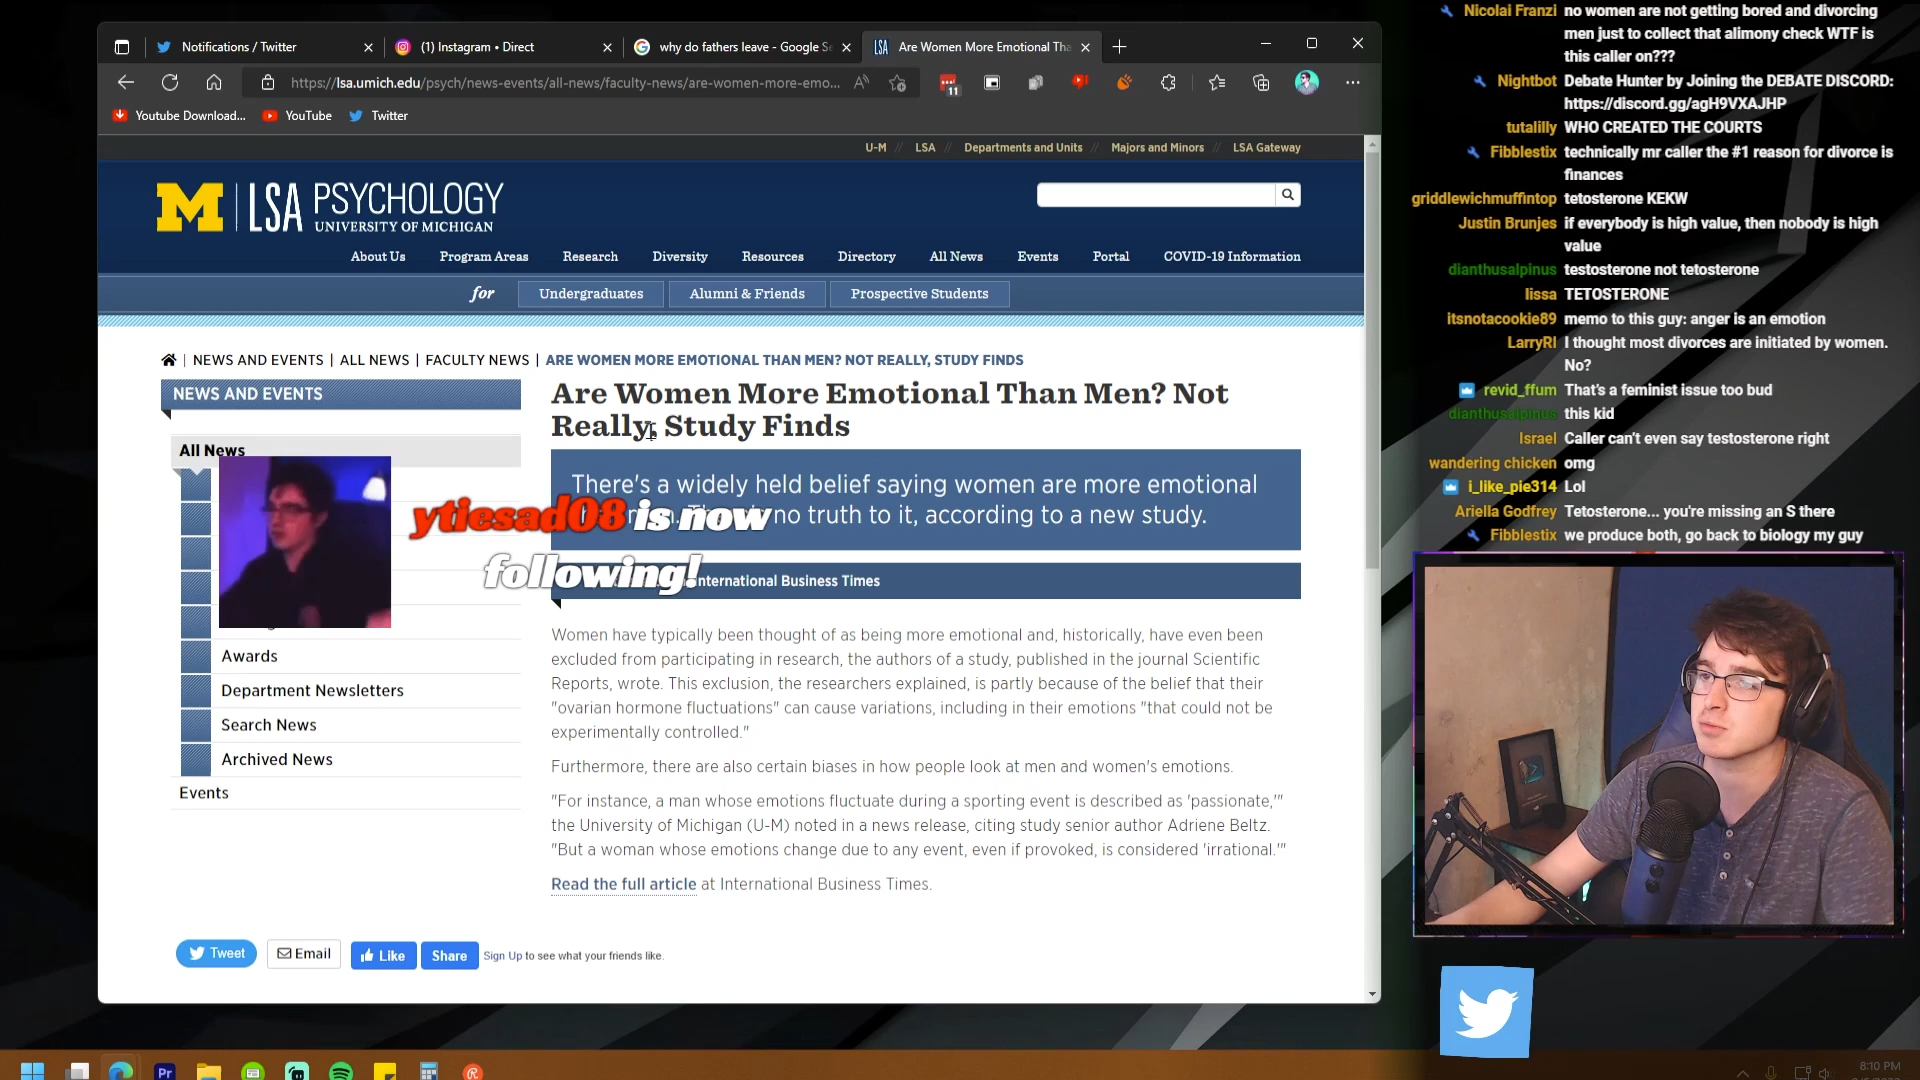 Notifications / Twitter
(1) Instagram • Direct
why do fathers leave - Google Se
Are Women More Emotional Tha
https://lsa.umich.edu/psych/news-events/all-news/faculty-news/are-women-more-emo...
11
Youtube Download...
YouTube
Twitter
U-M // LSA // Departments and Units // Majors and Minors // LSA Gateway
M | LSA PSYCHOLOGY
UNIVERSITY OF MICHIGAN
About Us Program Areas Research Diversity Resources Directory All News Events Portal COVID-19 Information
for Undergraduates Alumni & Friends Prospective Students
NEWS AND EVENTS | ALL NEWS | FACULTY NEWS | ARE WOMEN MORE EMOTIONAL THAN MEN? NOT REALLY, STUDY FINDS
NEWS AND EVENTS
All News
Awards
Department Newsletters
Search News
Archived News
Events
Are Women More Emotional Than Men? Not
Really, Study Finds
There's a widely held belief saying women are more emotional
no truth to it, according to a new study.
ytiesad08 is now
following!
International Business Times
Women have typically been thought of as being more emotional and, historically, have even been
excluded from participating in research, the authors of a study, published in the journal Scientific
Reports, wrote. This exclusion, the researchers explained, is partly because of the belief that their
"ovarian hormone fluctuations" can cause variations, including in their emotions "that could not be
experimentally controlled."
Furthermore, there are also certain biases in how people look at men and women's emotions.
"For instance, a man whose emotions fluctuate during a sporting event is described as 'passionate,'"
the University of Michigan (U-M) noted in a news release, citing study senior author Adriene Beltz.
"But a woman whose emotions change due to any event, even if provoked, is considered 'irrational.'"
Read the full article at International Business Times.
Tweet
Email
Like
Share
Sign Up to see what your friends like.
Nicolai Franzi no women are not getting bored and divorcing
men just to collect that alimony check WTF is
this caller on???
Nightbot Debate Hunter by Joining the DEBATE DISCORD:
https://discord.gg/agH9VXAJHP
tutalilly WHO CREATED THE COURTS
Fibblestix technically mr caller the #1 reason for divorce is
finances
griddlewichmuffintop tetosterone KEKW
Justin Brunjes if everybody is high value, then nobody is high
value
dianthusalpinus testosterone not tetosterone
lissa TETOSTERONE
itsnotacookie89 memo to this guy: anger is an emotion
LarryRI I thought most divorces are initiated by women.
No?
revid_ffum That's a feminist issue too bud
dianthusalpinus this kid
Israel Caller can't even say testosterone right
wandering chicken omg
i_like_pie314 Lol
Ariella Godfrey Tetosterone... you're missing an S there
Fibblestix we produce both, go back to biology my guy
Pr
8:10 PM